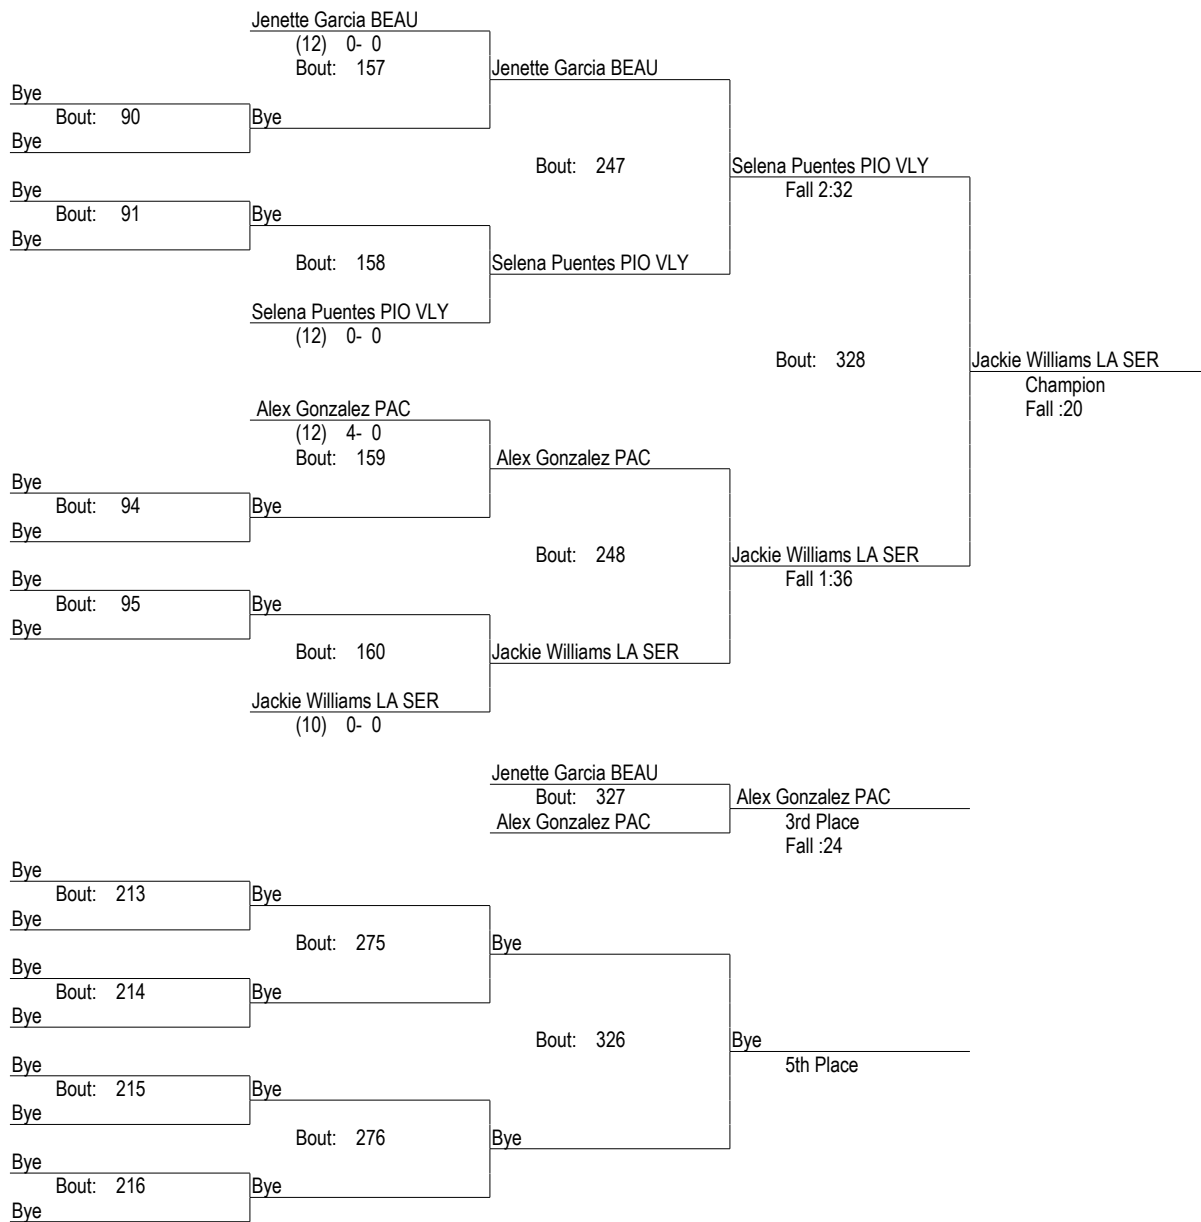 Jenette Garcia BEAU
(12) 0- 0
Bout: 157
Jenette Garcia BEAU
Bye
Bout: 90
Bye
Bye
Bout: 247
Selena Puentes PIO VLY
Fall 2:32
Bye
Bout: 91
Bye
Bye
Bout: 158
Selena Puentes PIO VLY
Selena Puentes PIO VLY
(12) 0- 0
Bout: 328
Jackie Williams LA SER
Champion
Fall :20
Alex Gonzalez PAC
(12) 4- 0
Bout: 159
Alex Gonzalez PAC
Bye
Bout: 94
Bye
Bye
Bout: 248
Jackie Williams LA SER
Fall 1:36
Bye
Bout: 95
Bye
Bye
Bout: 160
Jackie Williams LA SER
Jackie Williams LA SER
(10) 0- 0
Jenette Garcia BEAU
Bout: 327
Alex Gonzalez PAC
Alex Gonzalez PAC
3rd Place
Fall :24
Bye
Bout: 213
Bye
Bye
Bout: 275
Bye
Bye
Bout: 214
Bye
Bye
Bout: 326
Bye
5th Place
Bye
Bout: 215
Bye
Bye
Bout: 276
Bye
Bye
Bout: 216
Bye
Bye